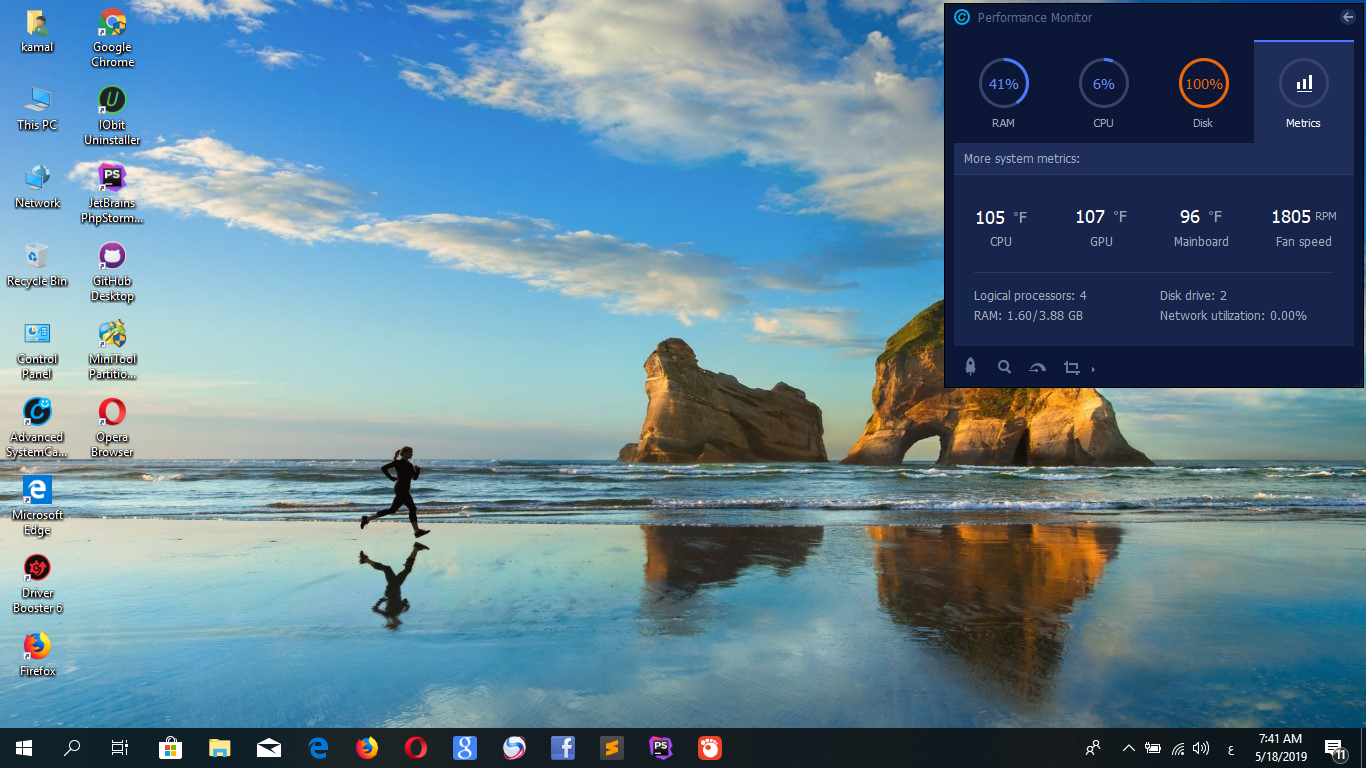 kamal
Google
Chrome
This PC
IObit
Uninstaller
Network
JetBrains
PhpStorm...
Recycle Bin
GitHub
Desktop
Control
Panel
MiniTool
Partitio...
Advanced
SystemCa...
Opera
Browser
Microsoft
Edge
Driver
Booster 6
Firefox
Performance Monitor
41%
6%
100%
RAM
CPU
Disk
Metrics
More system metrics:
105 °F
107 °F
96 °F
1805 RPM
CPU
GPU
Mainboard
Fan speed
Logical processors: 4
Disk drive: 2
RAM: 1.60/3.88 GB
Network utilization: 0.00%
PS
PS
ع
7:41 AM
5/18/2019
11